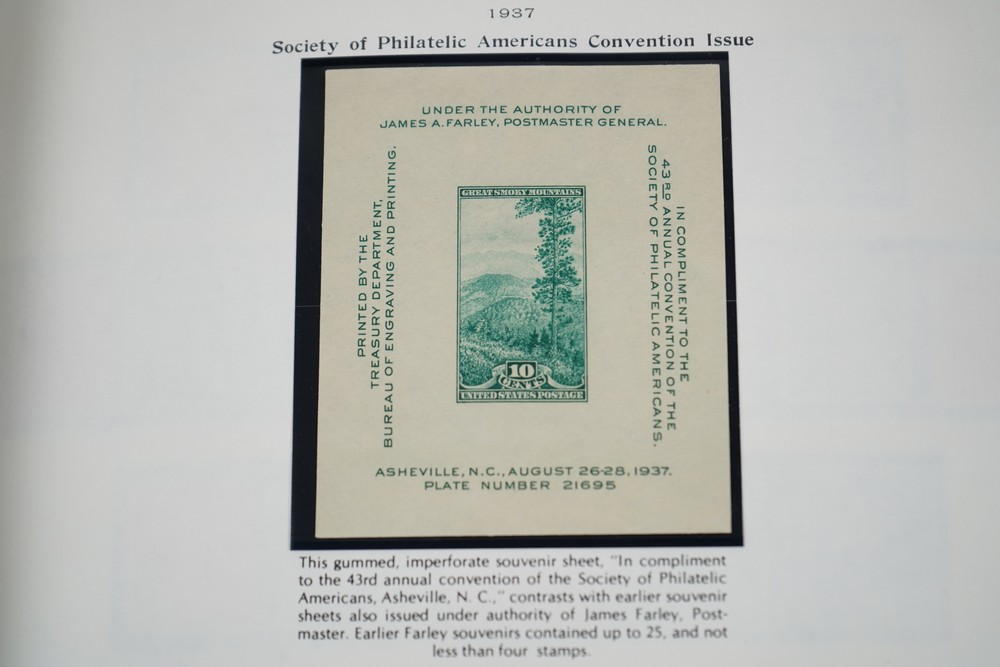 1937
Society of Philatelic Americans Convention Issue
UNDER THE AUTHORITY OF
JAMES A. FARLEY, POSTMASTER GENERAL.
PRINTED BY THE
TREASURY DEPARTMENT,
BUREAU OF ENGRAVING AND PRINTING.
GREAT SMOKY MOUNTAINS
10
CENTS
UNITED STATES POSTAGE
IN COMPLIMENT TO THE
43RD ANNUAL CONVENTION OF THE
SOCIETY OF PHILATELIC AMERICANS.
ASHEVILLE, N.C., AUGUST 26-28, 1937.
PLATE NUMBER 21695
This gummed, imperforate souvenir sheet, "In compliment
to the 43rd annual convention of the Society of Philatelic
Americans, Asheville, N. C.," contrasts with earlier souvenir
sheets also issued under authority of James Farley, Post-
master. Earlier Farley souvenirs contained up to 25, and not
less than four stamps.